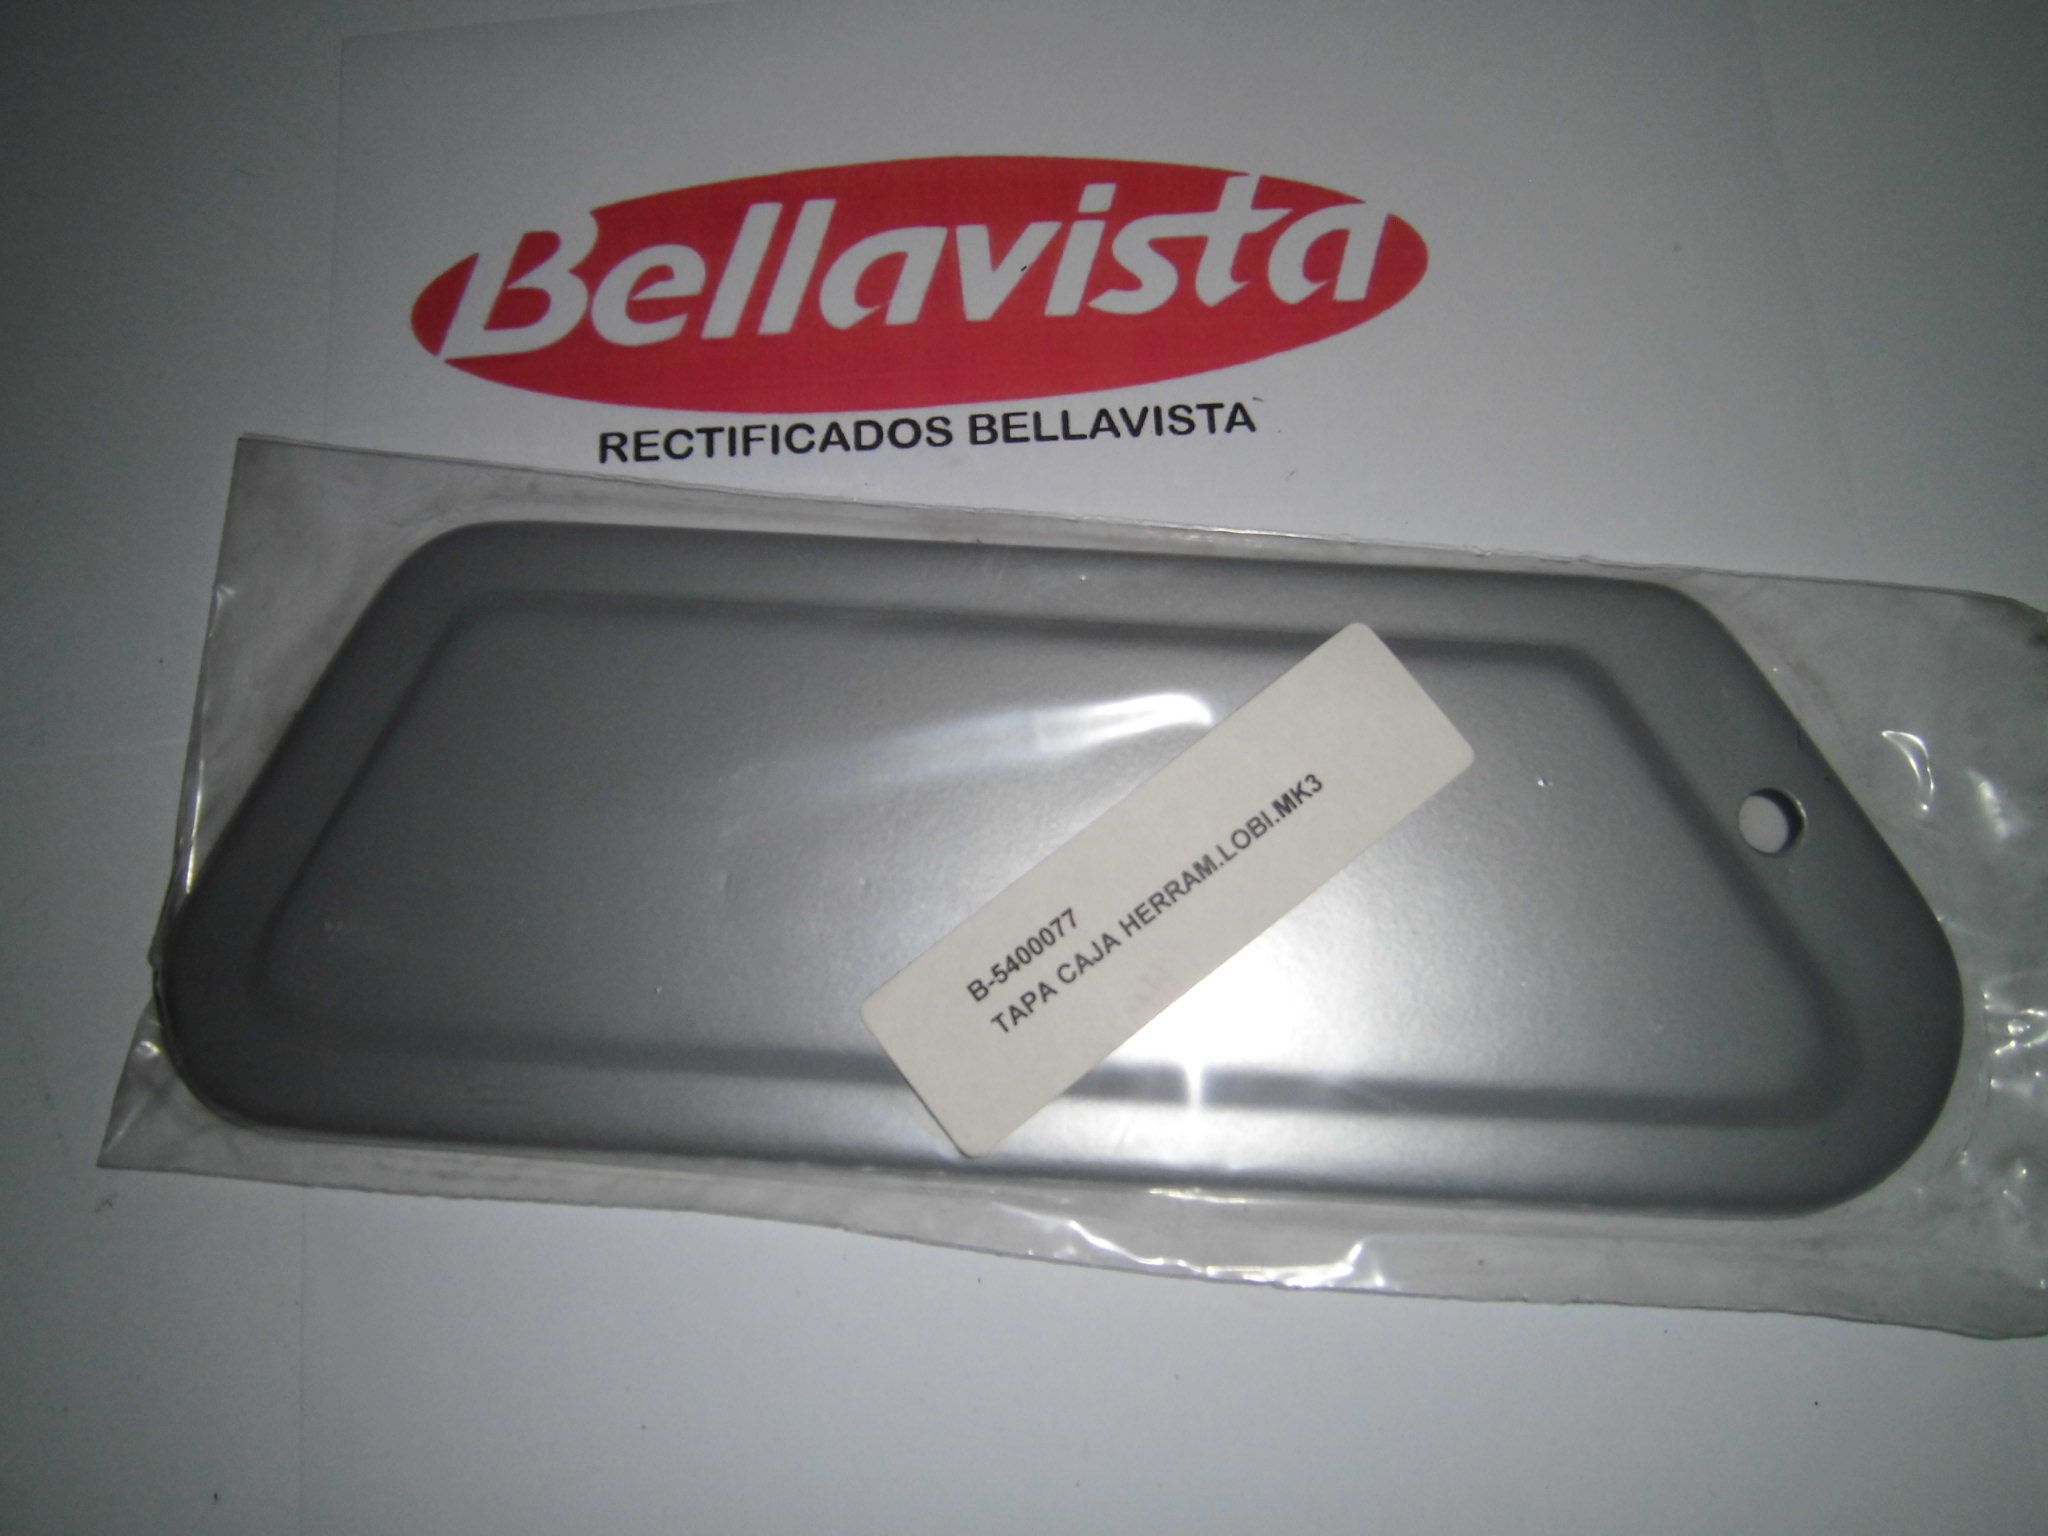 Bellavista
RECTIFICADOS BELLAVISTA
B-5400077
TAPA CAJA HERRAM.LOBI.MK3